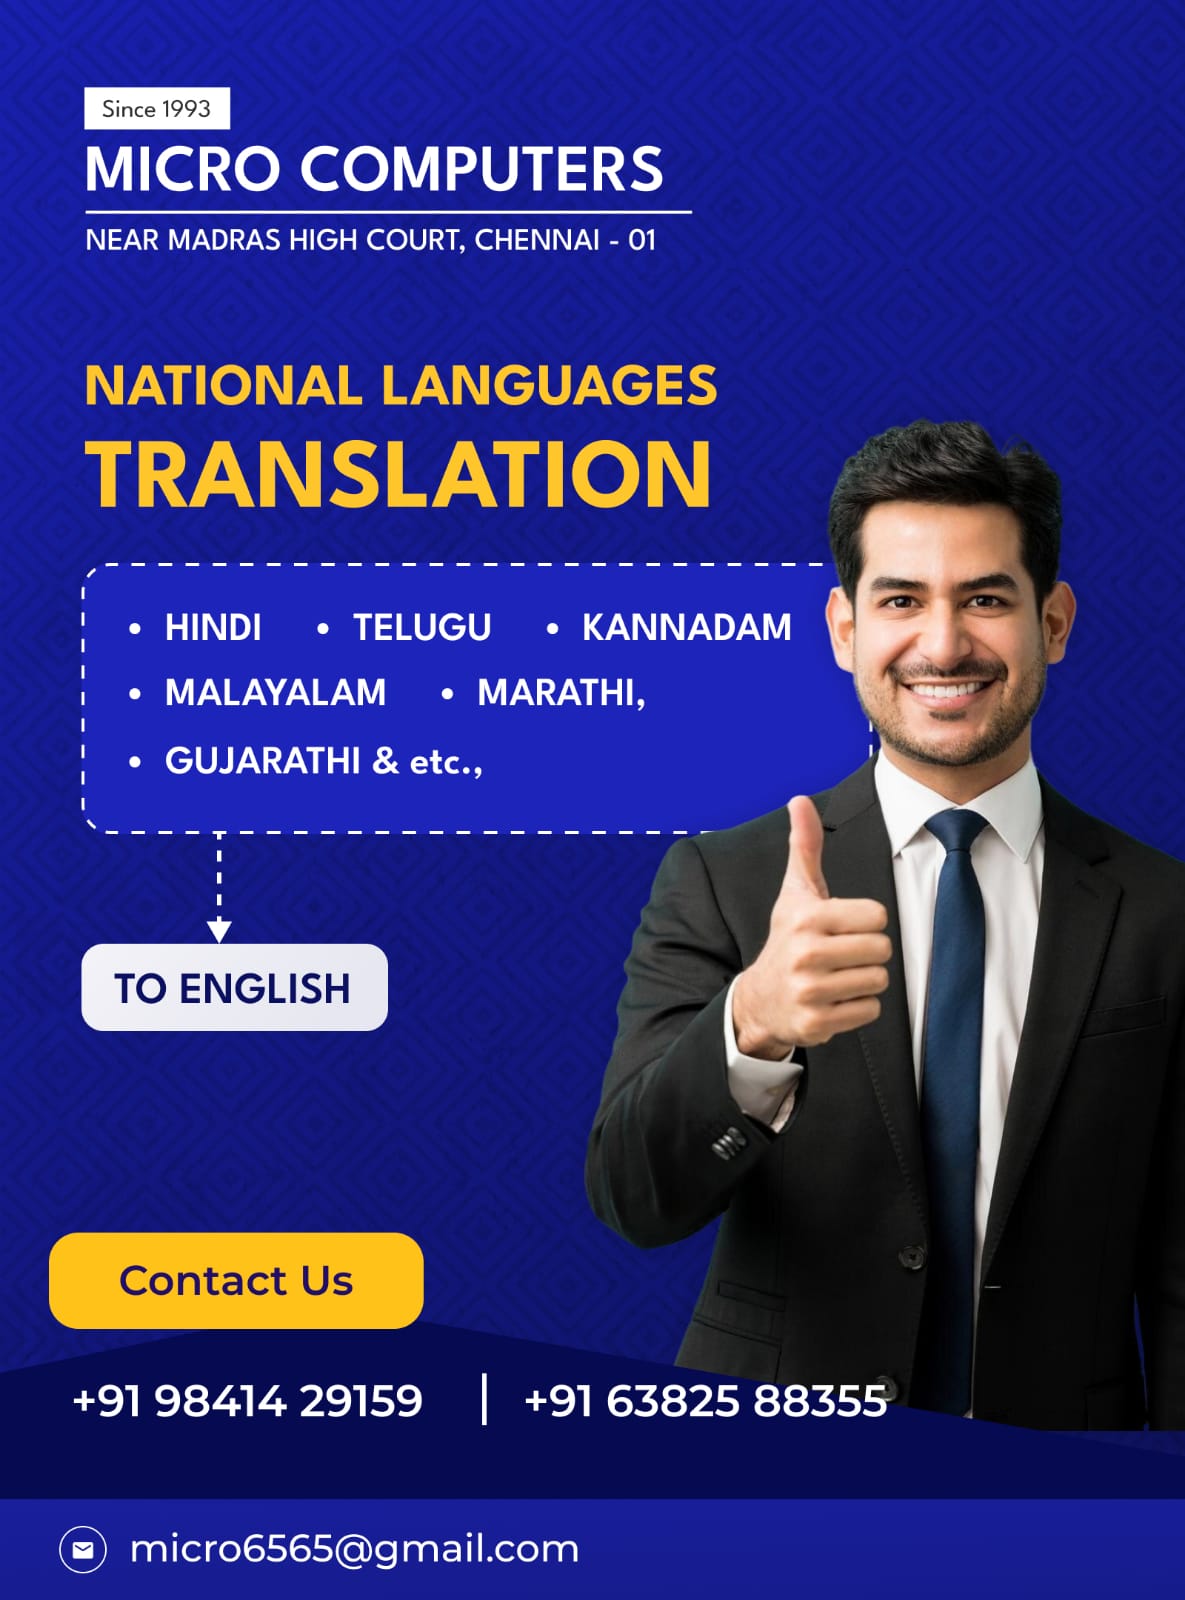 Since 1993
MICRO COMPUTERS
NEAR MADRAS HIGH COURT, CHENNAI - 01
NATIONAL LANGUAGES
TRANSLATION
• HINDI • TELUGU • KANNADAM
• MALAYALAM • MARATHI,
• GUJARATHI & etc.,
TO ENGLISH
Contact Us
+91 98414 29159 | +91 63825 88355
micro6565@gmail.com